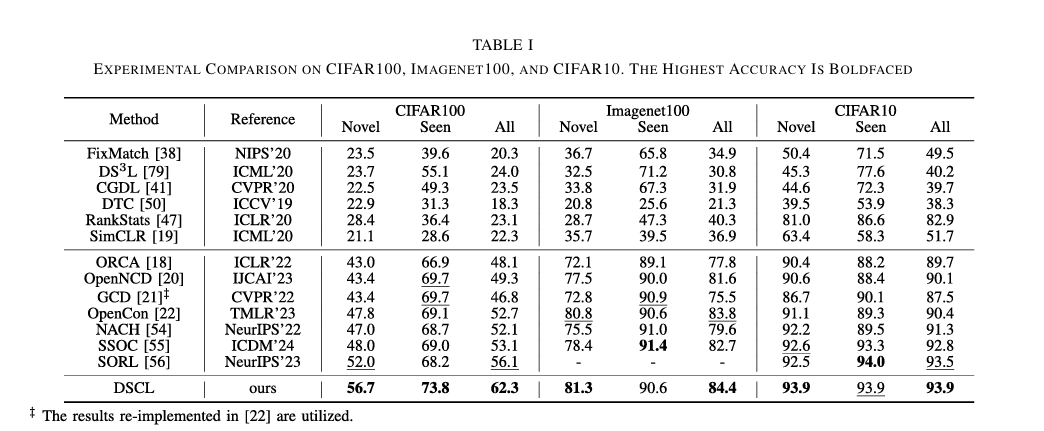 TABLE I
EXPERIMENTAL COMPARISON ON CIFAR100, IMAGENET100, AND CIFAR10. THE HIGHEST ACCURACY IS BOLDFACED
Method Reference CIFAR100 Imagenet100 CIFAR10
Novel Seen All Novel Seen All Novel Seen All
FixMatch [38] NIPS'20 23.5 39.6 20.3 36.7 65.8 34.9 50.4 71.5 49.5
DS³L [79] ICML'20 23.7 55.1 24.0 32.5 71.2 30.8 45.3 77.6 40.2
CGDL [41] CVPR'20 22.5 49.3 23.5 33.8 67.3 31.9 44.6 72.3 39.7
DTC [50] ICCV'19 22.9 31.3 18.3 20.8 25.6 21.3 39.5 53.9 38.3
RankStats [47] ICLR'20 28.4 36.4 23.1 28.7 47.3 40.3 81.0 86.6 82.9
SimCLR [19] ICML'20 21.1 28.6 22.3 35.7 39.5 36.9 63.4 58.3 51.7
ORCA [18] ICLR'22 43.0 66.9 48.1 72.1 89.1 77.8 90.4 88.2 89.7
OpenNCD [20] IJCAI'23 43.4 69.7 49.3 77.5 90.0 81.6 90.6 88.4 90.1
GCD [21]‡ CVPR'22 43.4 69.7 46.8 72.8 90.9 75.5 86.7 90.1 87.5
OpenCon [22] TMLR'23 47.8 69.1 52.7 80.8 90.6 83.8 91.1 89.3 90.4
NACH [54] NeurIPS'22 47.0 68.7 52.1 75.5 91.0 79.6 92.2 89.5 91.3
SSOC [55] ICDM'24 48.0 69.0 53.1 78.4 91.4 82.7 92.6 93.3 92.8
SORL [56] NeurIPS'23 52.0 68.2 56.1 - - - 92.5 94.0 93.5
DSCL ours 56.7 73.8 62.3 81.3 90.6 84.4 93.9 93.9 93.9
‡ The results re-implemented in [22] are utilized.